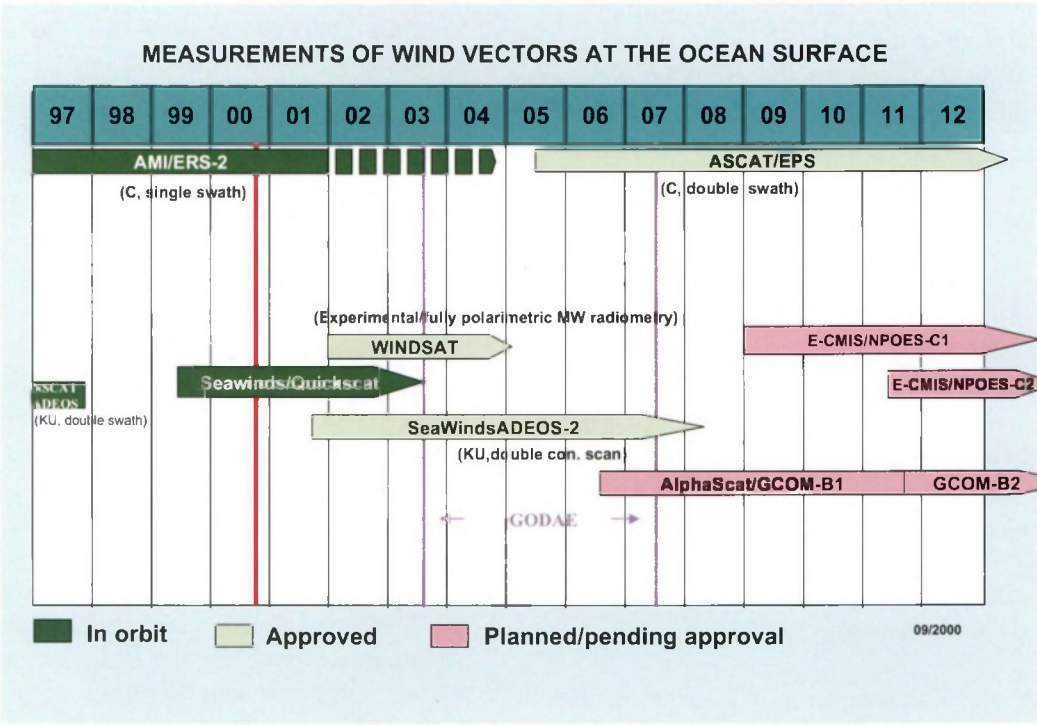 MEASUREMENTS OF WIND VECTORS AT THE OCEAN SURFACE
97 98 99 00 01 02 03 04 05 06 07 08 09 10 11 12
AMI/ERS-2
ASCAT/EPS
(C, single swath)
(C, double swath)
(Experimental/fully polarimetric MW radiometry)
WINDSAT
E-CMIS/NPOES-C1
Seawinds/Quickscat
E-CMIS/NPOES-C2
NSCAT
ADEOS
(KU, double swath)
SeaWindsADEOS-2
(KU,double con. scan)
AlphaScat/GCOM-B1
GCOM-B2
GODAE
In orbit
Approved
Planned/pending approval
09/2000